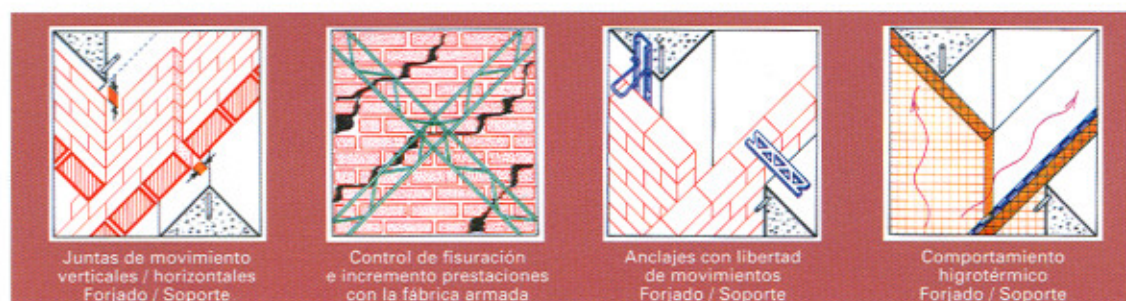 Juntas de movimiento
verticales / horizontales
Forjado / Soporte
Control de fisuración
e incremento prestaciones
con la fábrica armada
Anclajes con libertad
de movimientos
Forjado / Soporte
Comportamiento
higrotérmico
Forjado / Soporte